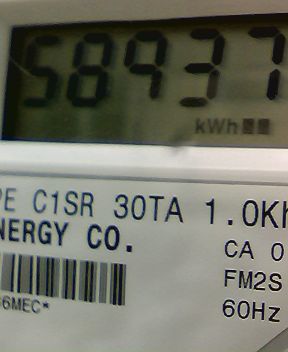 58937
kWh
PE C1SR 30TA 1.0Kh
NERGY CO.
CA 0
FM2S
6MEC*
60Hz